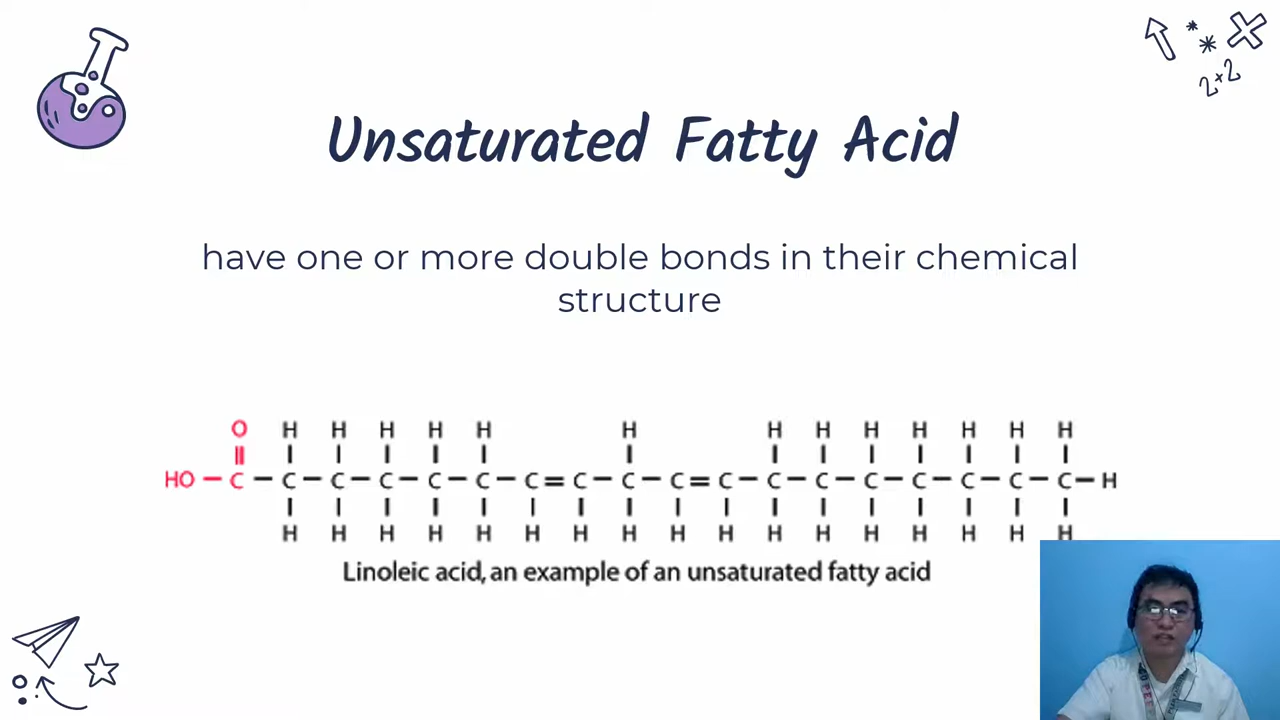 2+2
Unsaturated Fatty Acid
have one or more double bonds in their chemical
structure
O H H H H H H H H H H H H H
HO C C C C C C C = C C C = C C C C C C C C H
H H H H H H H H H H H H H H H H H
Linoleic acid, an example of an unsaturated fatty acid